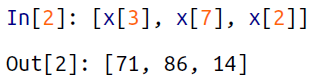 In[2]: [x[3], x[7], x[2]]
Out[2]: [71, 86, 14]